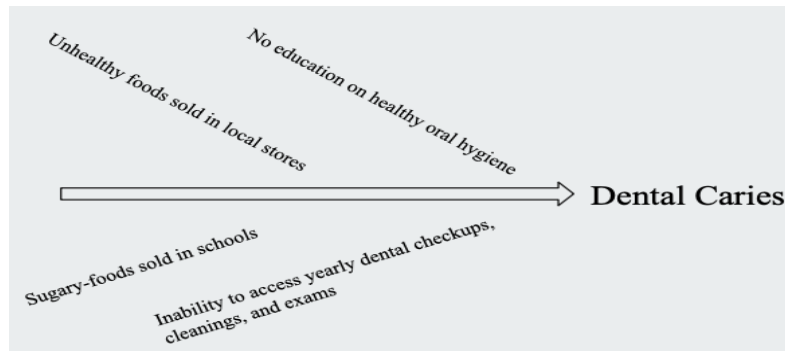 Unhealthy foods sold in local stores
No education on healthy oral hygiene
Dental Caries
Sugary-foods sold in schools
Inability to access yearly dental checkups,
cleanings, and exams